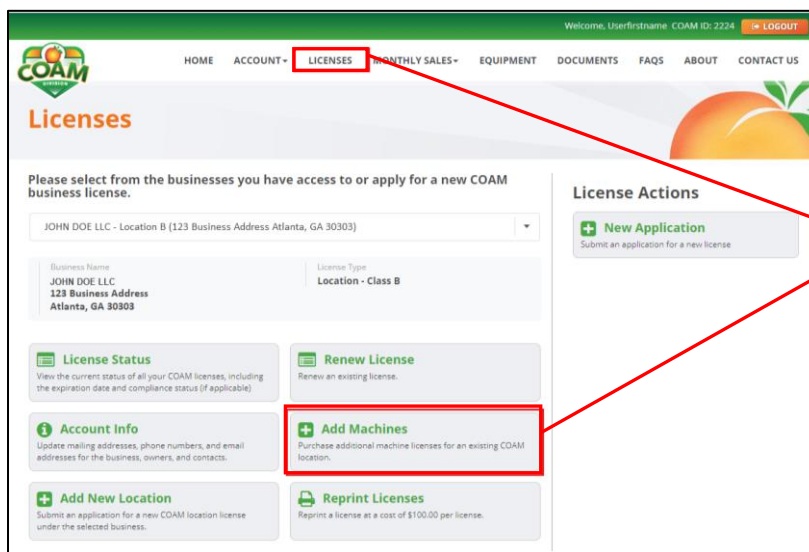 Welcome, Userfirstname COAM ID: 2224 LOGOUT
COAM
DIVISION
HOME ACCOUNT LICENSES MONTHLY SALES EQUIPMENT DOCUMENTS FAQS ABOUT CONTACT US
Licenses
Please select from the businesses you have access to or apply for a new COAM
business license.
JOHN DOE LLC - Location B (123 Business Address Atlanta, GA 30303)
Business Name
JOHN DOE LLC
123 Business Address
Atlanta, GA 30303
License Type
Location - Class B
License Status
View the current status of all your COAM licenses, including
the expiration date and compliance status (if applicable)
Renew License
Renew an existing license.
Account Info
Update mailing addresses, phone numbers, and email
addresses for the business, owners, and contacts.
Add Machines
Purchase additional machine licenses for an existing COAM
location.
Add New Location
Submit an application for a new COAM location license
under the selected business.
Reprint Licenses
Reprint a license at a cost of $100.00 per license.
License Actions
New Application
Submit an application for a new license